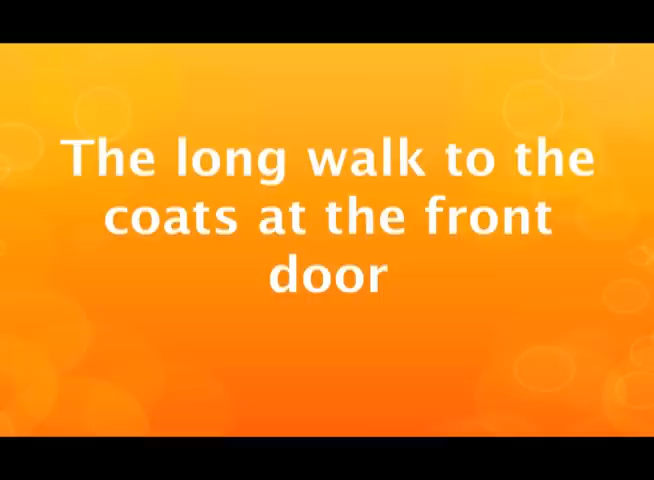 The long walk to the
coats at the front
door